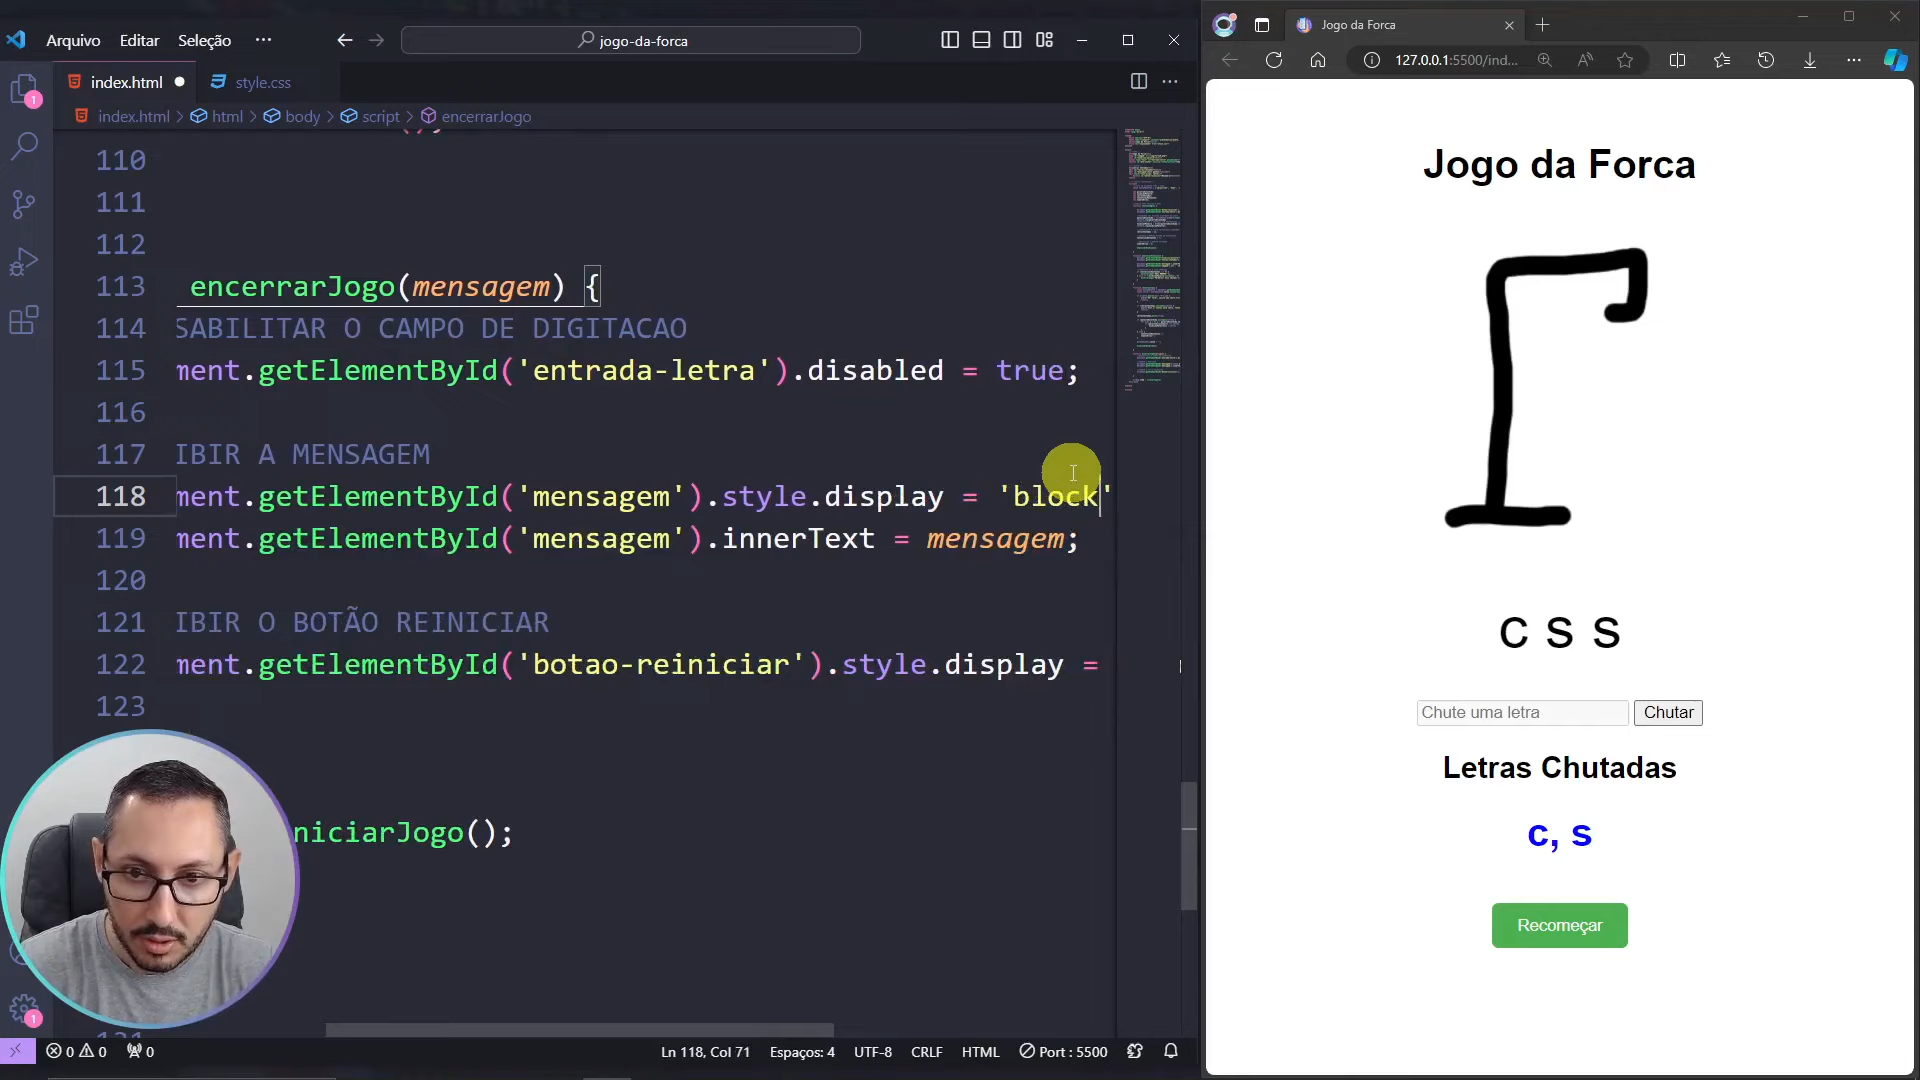 Arquivo Editar Seleção ··· jogo-da-forca
index.html style.css
index.html > html > body > script > encerrarJogo
110
111
112
113 encerrarJogo(mensagem) {
114 SABILITAR O CAMPO DE DIGITACAO
115 ment.getElementById('entrada-letra').disabled = true;
116
117 IBIR A MENSAGEM
118 ment.getElementById('mensagem').style.display = 'block'
119 ment.getElementById('mensagem').innerText = mensagem;
120
121 IBIR O BOTÃO REINICIAR
122 ment.getElementById('botao-reiniciar').style.display =
123
niciarJogo();
1
1
0 0 0 Ln 118, Col 71 Espaços: 4 UTF-8 CRLF HTML Port : 5500
Jogo da Forca
127.0.0.1:5500/ind...
Jogo da Forca
C S S
Chute uma letra Chutar
Letras Chutadas
c, s
Recomeçar